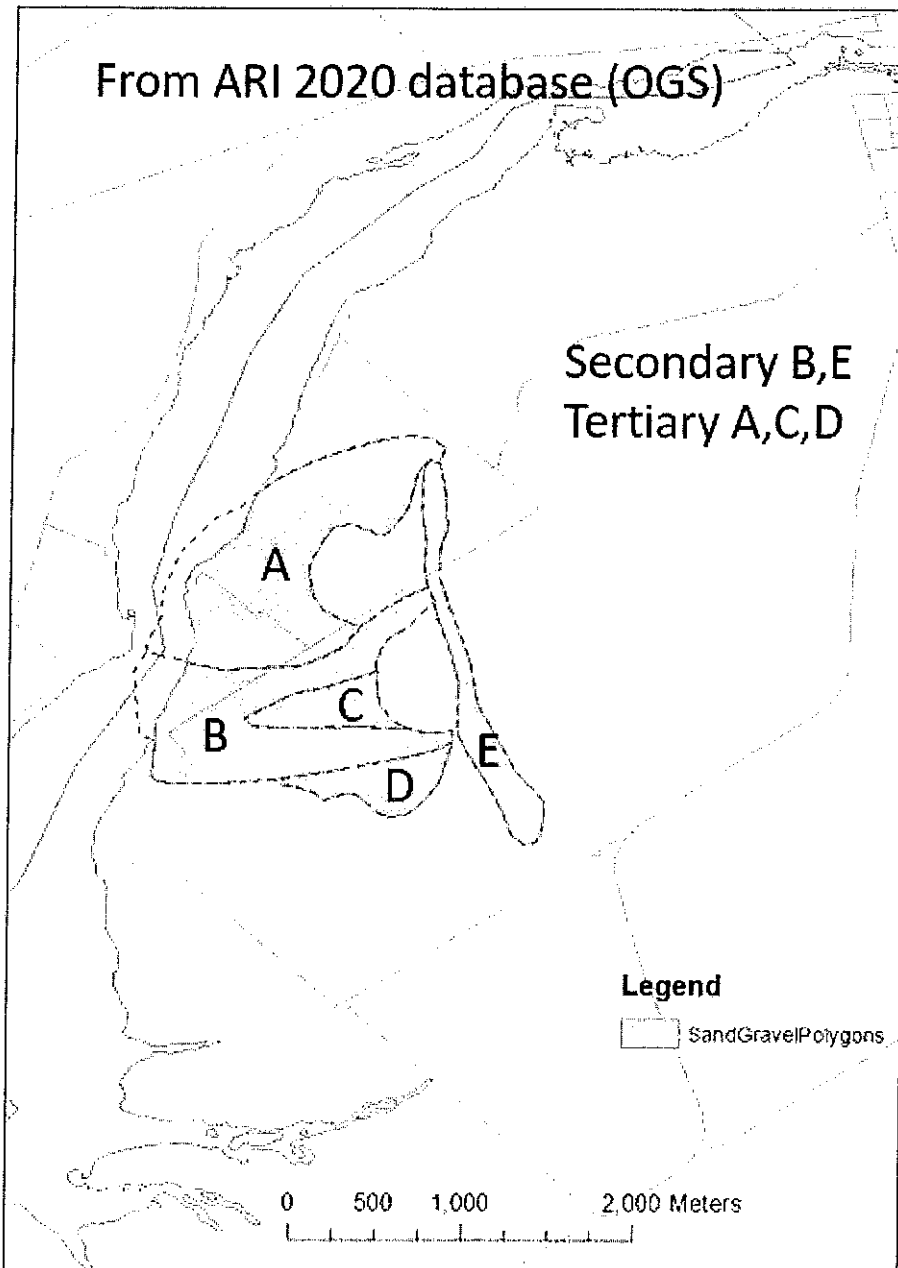 From ARI 2020 database (OGS)
Secondary B,E
Tertiary A,C,D
A
C
B
E
D
Legend
SandGravelPolygons
0 500 1,000 2,000 Meters